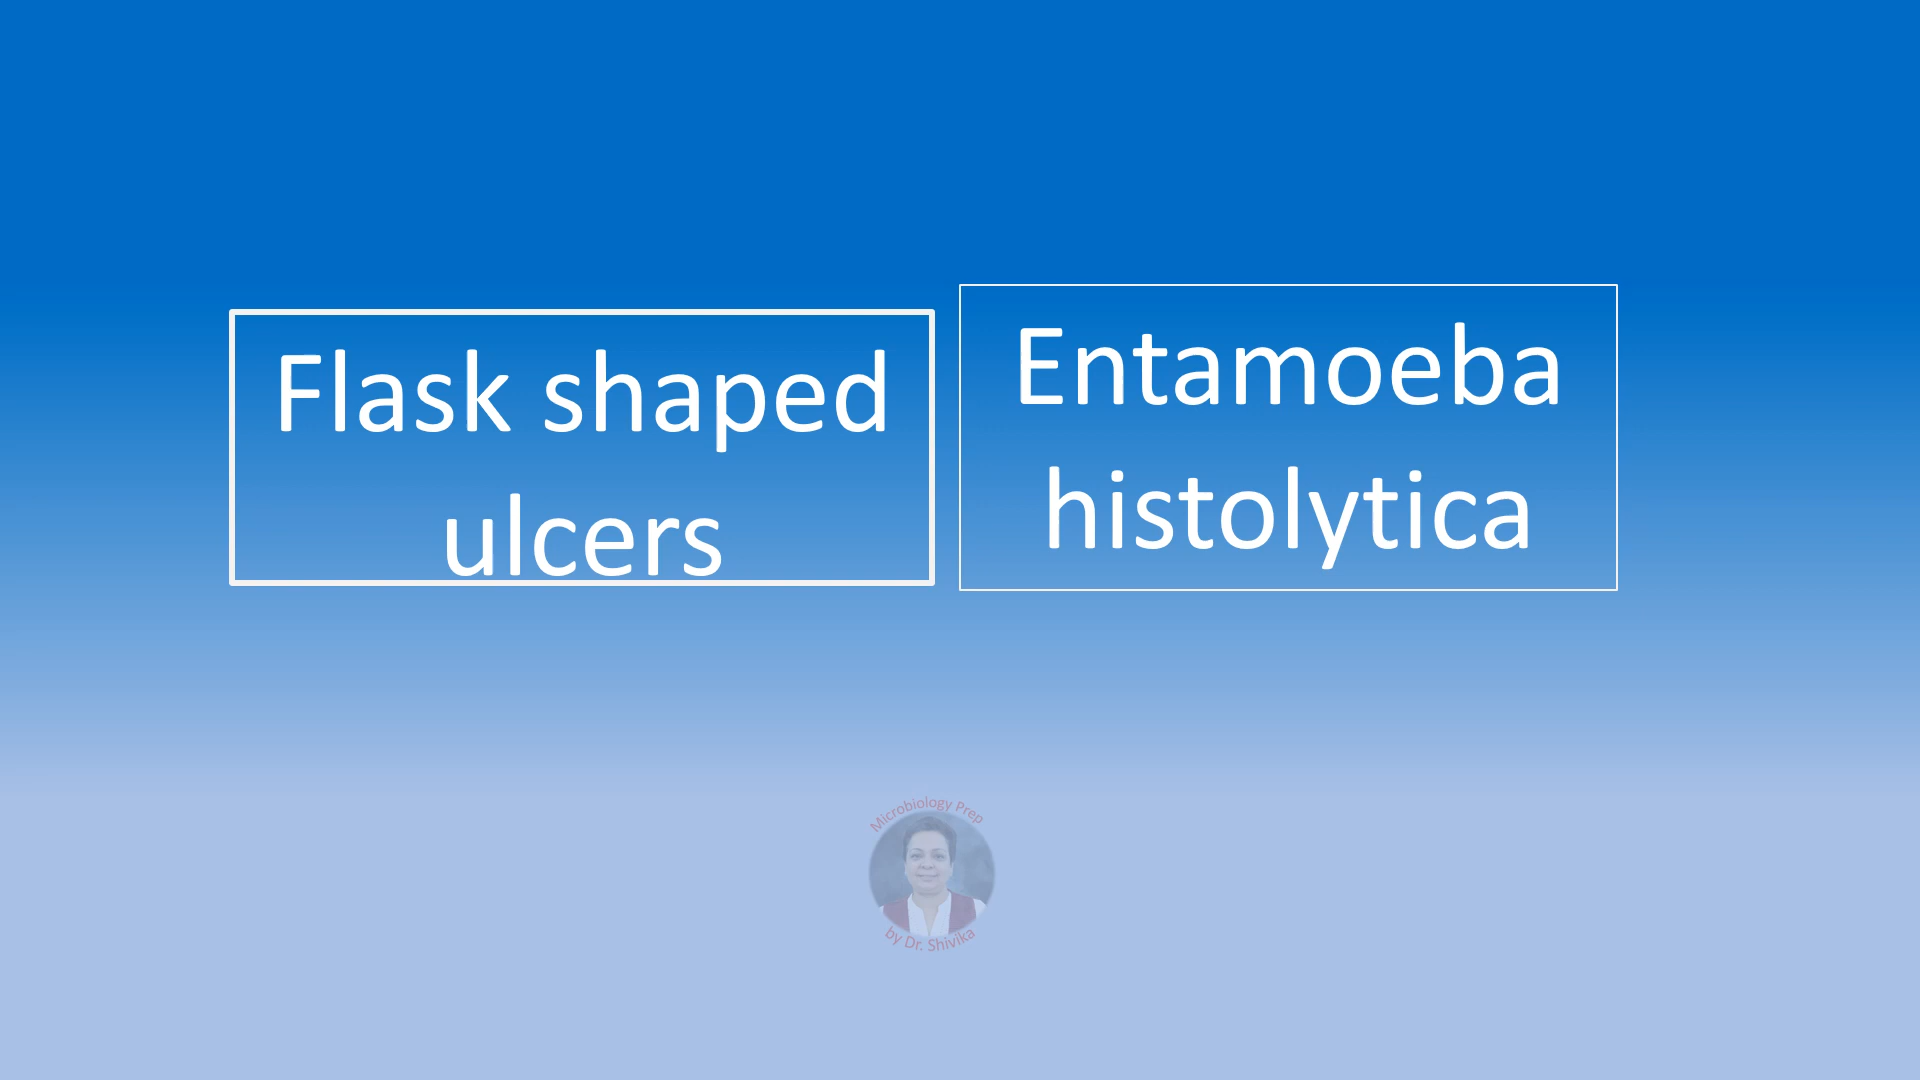 Flask shaped
ulcers
Entamoeba
histolytica
Microbiology Prep
by Dr. Shivika